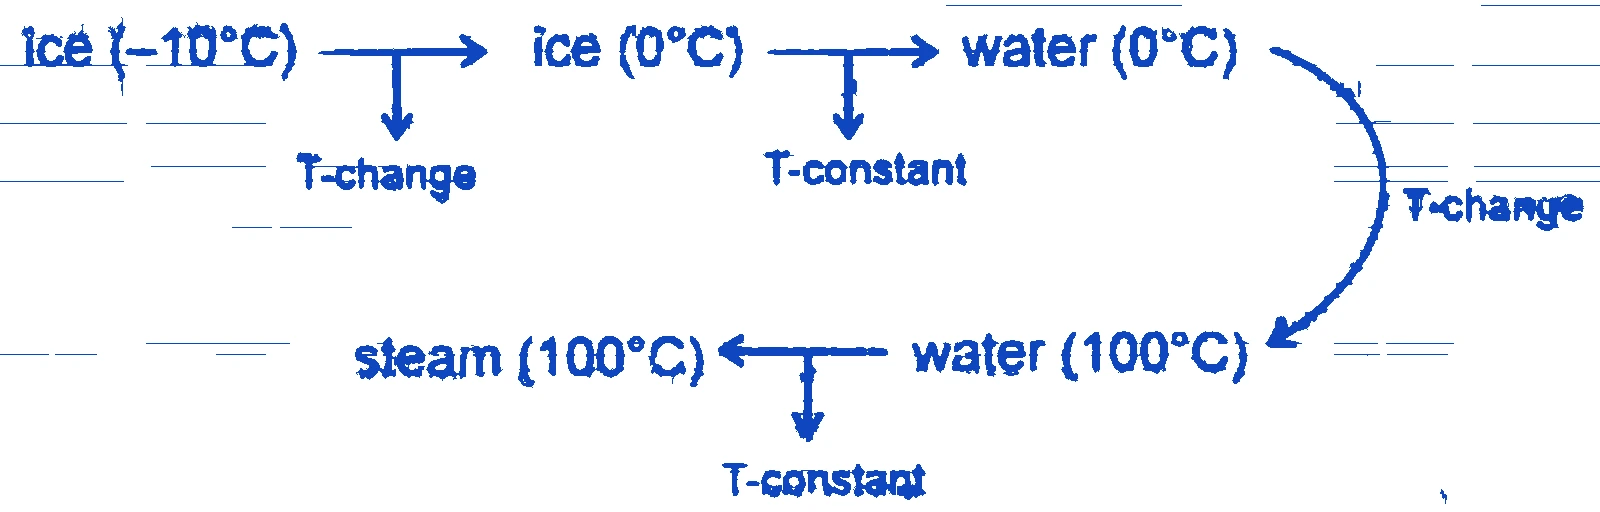 ice (–10°C) ice (0°C) water (0°C)
T-change T-constant
T-change
steam (100°C) water (100°C)
T-constant